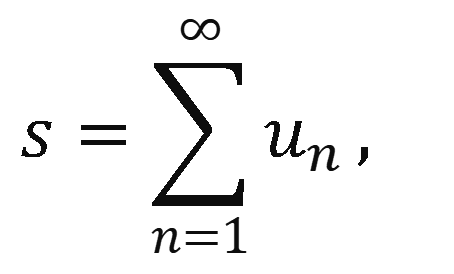 s = ∑_{n=1}^{∞} u_n ,